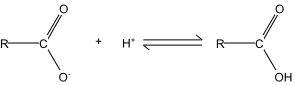 O O
R C + H⁺ R C
O⁻ OH